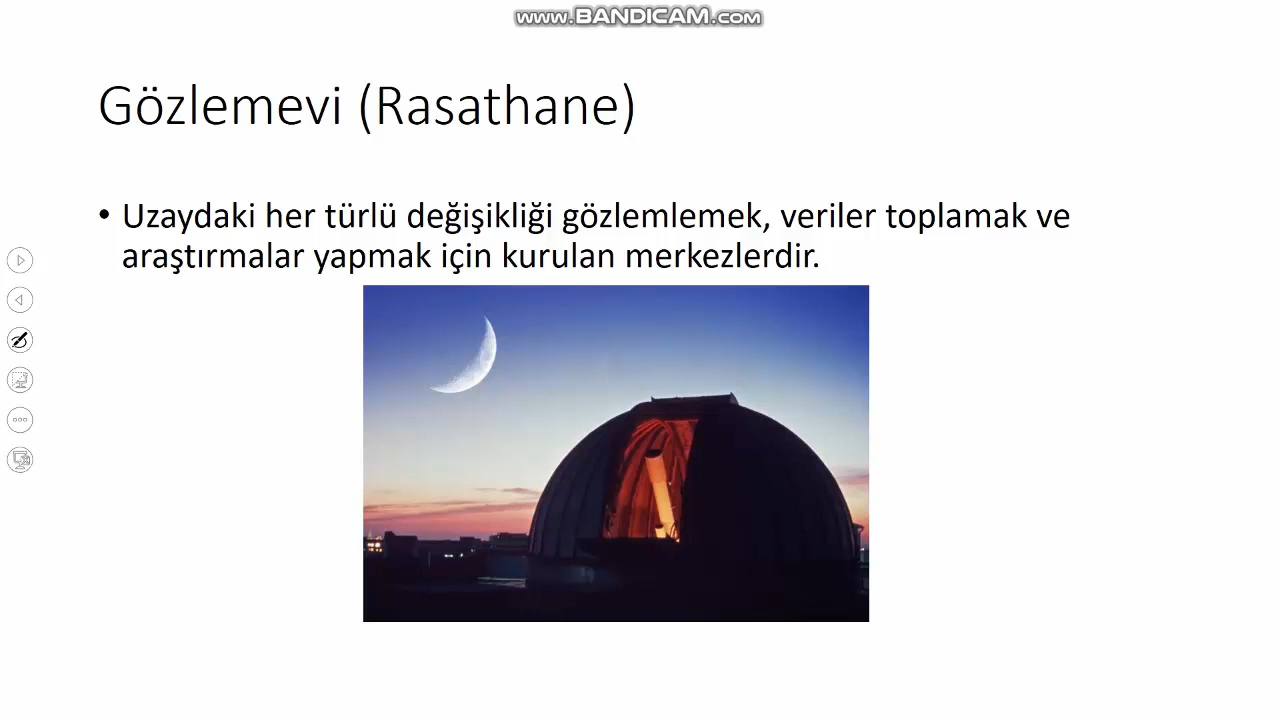 www.BANDICAM.com
Gözlemevi (Rasathane)
• Uzaydaki her türlü değişikliği gözlemlemek, veriler toplamak ve
araştırmalar yapmak için kurulan merkezlerdir.